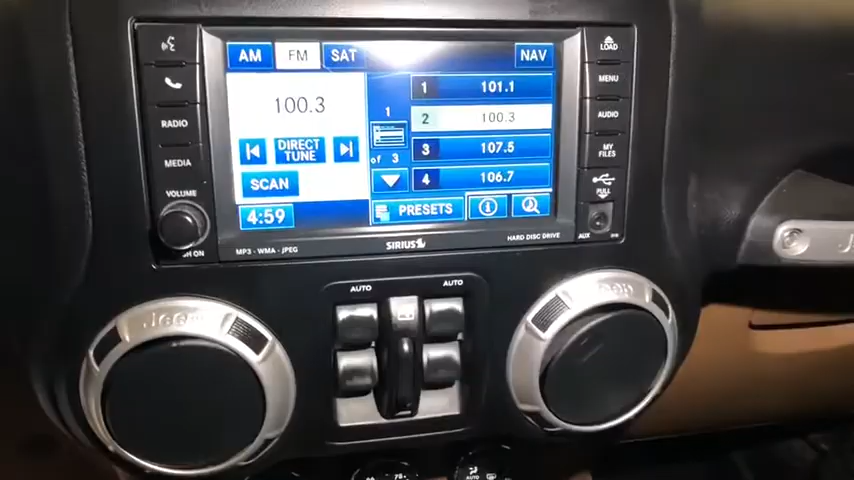 LOAD
AM FM SAT NAV
MENU
1 101.1
100.3
RADIO
2 100.3
AUDIO
1
DIRECT
TUNE
3 107.5
MY
FILES
MEDIA
of 3
SCAN
4 106.7
VOLUME
PULL
4:59
PRESETS
MP3 - WMA - JPEG
SIRIUS
HARD DISC DRIVE
AUX
AUTO AUTO
Jeep
Jeep
AUTO